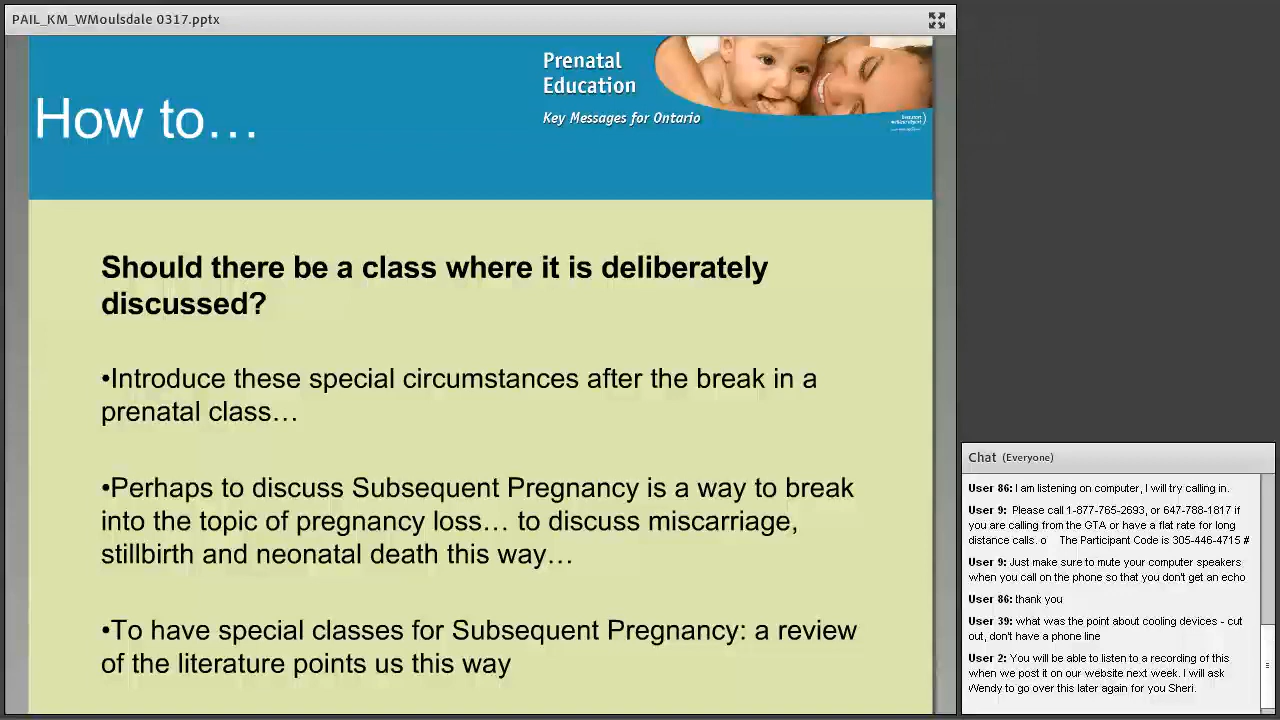 PAIL_KM_WMoulsdale 0317.pptx
Prenatal
Education
Key Messages for Ontario
How to…
Should there be a class where it is deliberately
discussed?
•Introduce these special circumstances after the break in a
prenatal class…
•Perhaps to discuss Subsequent Pregnancy is a way to break
into the topic of pregnancy loss… to discuss miscarriage,
stillbirth and neonatal death this way…
•To have special classes for Subsequent Pregnancy: a review
of the literature points us this way
Chat (Everyone)
User 86: I am listening on computer, I will try calling in.
User 9: Please call 1-877-765-2693, or 647-788-1817 if
you are calling from the GTA or have a flat rate for long
distance calls. o The Participant Code is 305-446-4715 #
User 9: Just make sure to mute your computer speakers
when you call on the phone so that you don't get an echo
User 86: thank you
User 39: what was the point about cooling devices - cut
out, don't have a phone line
User 2: You will be able to listen to a recording of this
when we post it on our website next week. I will ask
Wendy to go over this later again for you Sheri.